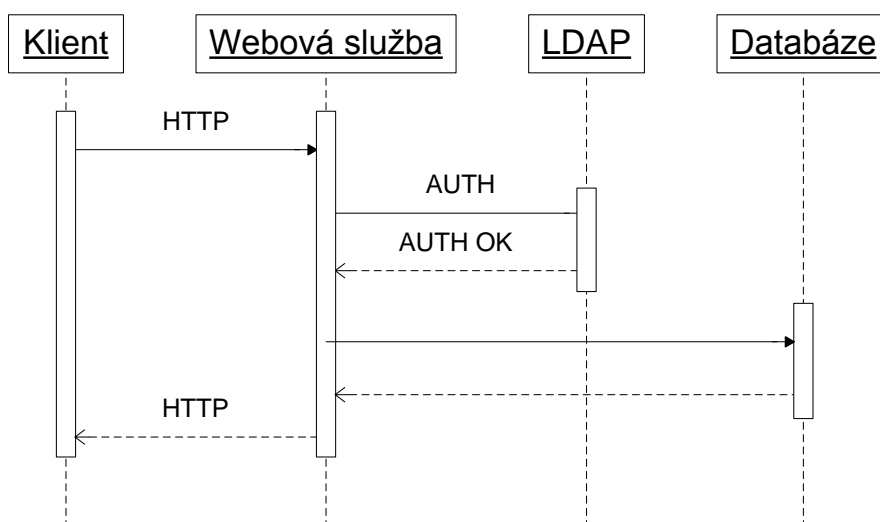 Klient
Webová služba
LDAP
Databáze
HTTP
AUTH
AUTH OK
HTTP